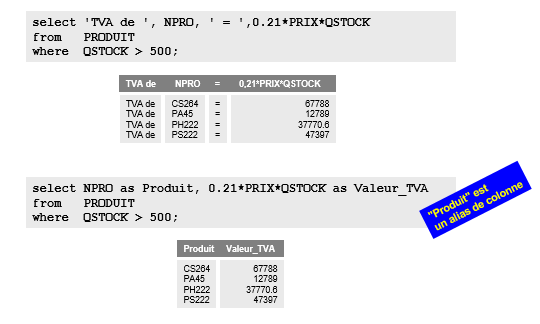 select 'TVA de ', NPRO, ' = ',0.21*PRIX*QSTOCK
from PRODUIT
where QSTOCK > 500;
TVA de NPRO = 0,21*PRIX*QSTOCK
TVA de CS264 = 67788
TVA de PA45 = 12789
TVA de PH222 = 37770.6
TVA de PS222 = 47397
select NPRO as Produit, 0.21*PRIX*QSTOCK as Valeur_TVA
from PRODUIT
where QSTOCK > 500;
"Produit" est
un alias de colonne
Produit Valeur_TVA
CS264 67788
PA45 12789
PH222 37770.6
PS222 47397